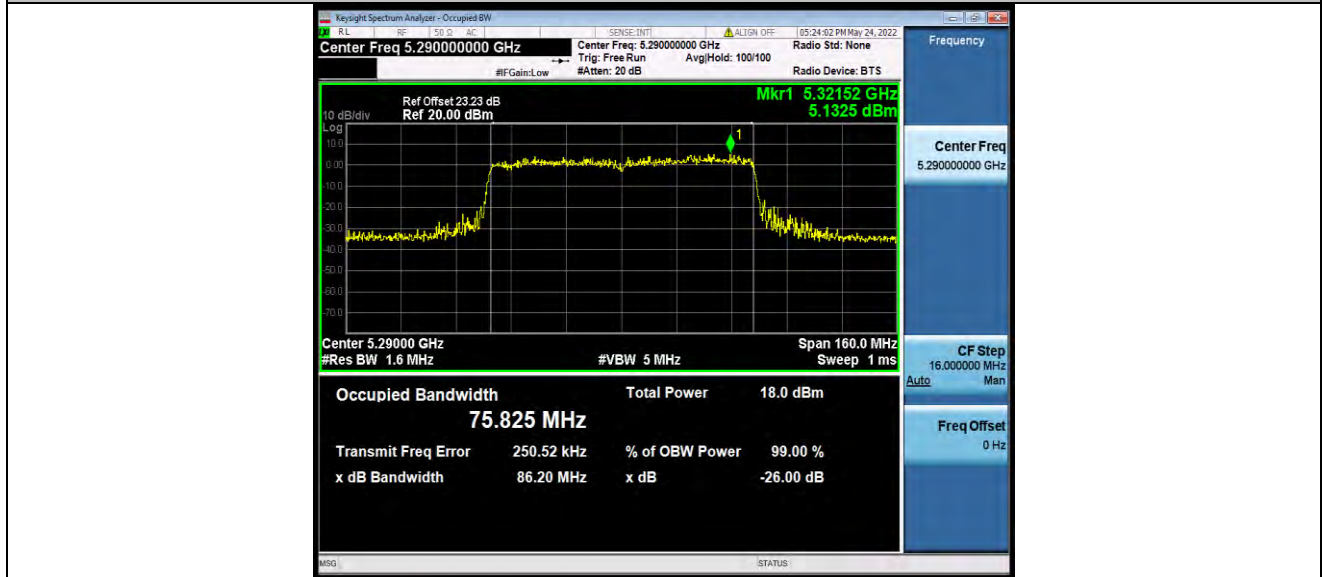 Keysight Spectrum Analyzer - Occupied BW
RL RF 50 Ω AC SENSE:INT ALIGN OFF 05:24:02 PM May 24, 2022
Center Freq 5.290000000 GHz
Center Freq: 5.290000000 GHz
Radio Std: None
Trig: Free Run
Avg|Hold: 100/100
#IFGain:Low
#Atten: 20 dB
Radio Device: BTS
Frequency
Mkr1 5.32152 GHz
5.1325 dBm
Ref Offset 23.23 dB
10 dB/div
Ref 20.00 dBm
Log
10.0
0.00
-10.0
-20.0
-30.0
-40.0
-50.0
-60.0
-70.0
1
Center 5.29000 GHz
Span 160.0 MHz
#Res BW 1.6 MHz
#VBW 5 MHz
Sweep 1 ms
Occupied Bandwidth
75.825 MHz
Total Power 18.0 dBm
Transmit Freq Error 250.52 kHz
% of OBW Power 99.00 %
x dB Bandwidth 86.20 MHz
x dB -26.00 dB
Center Freq
5.290000000 GHz
CF Step
16.000000 MHz
Auto Man
Freq Offset
0 Hz
MSG
STATUS